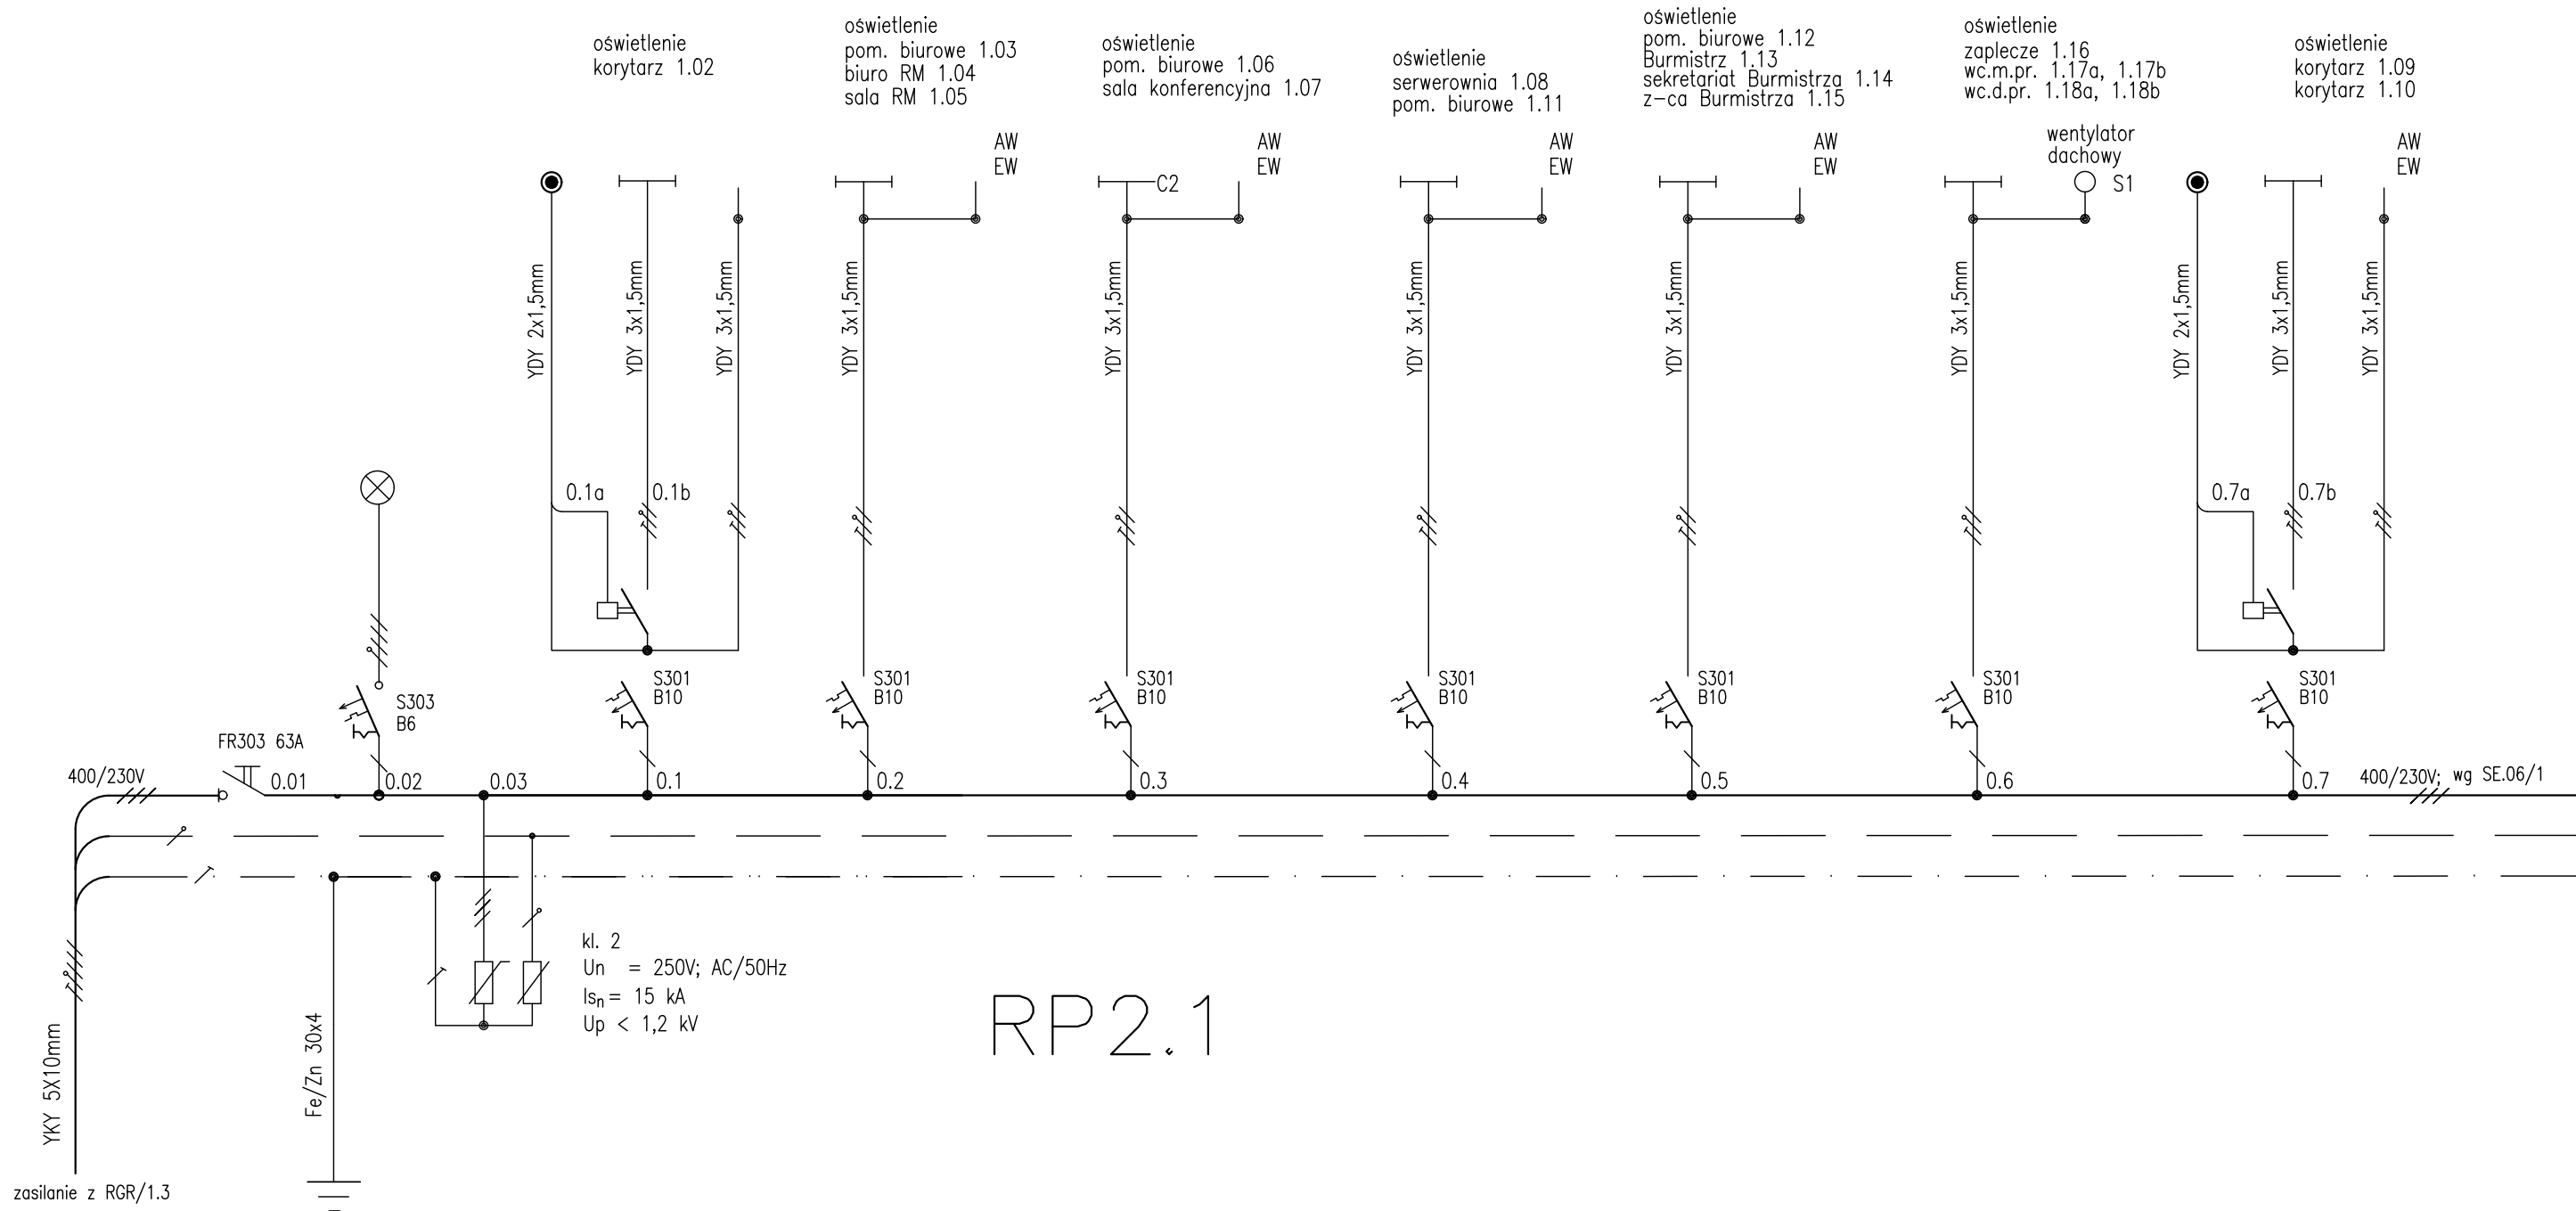 oświetlenie
korytarz 1.02
oświetlenie
pom. biurowe 1.03
biuro RM 1.04
sala RM 1.05
oświetlenie
pom. biurowe 1.06
sala konferencyjna 1.07
oświetlenie
serwerownia 1.08
pom. biurowe 1.11
oświetlenie
pom. biurowe 1.12
Burmistrz 1.13
sekretariat Burmistrza 1.14
z-ca Burmistrza 1.15
oświetlenie
zaplecze 1.16
wc.m.pr. 1.17a, 1.17b
wc.d.pr. 1.18a, 1.18b
oświetlenie
korytarz 1.09
korytarz 1.10
AW
EW
AW
EW
AW
EW
AW
EW
wentylator
dachowy
AW
EW
C2
S1
YDY 2x1,5mm
YDY 3x1,5mm
YDY 3x1,5mm
YDY 3x1,5mm
YDY 3x1,5mm
YDY 3x1,5mm
YDY 3x1,5mm
YDY 3x1,5mm
YDY 2x1,5mm
YDY 3x1,5mm
YDY 3x1,5mm
0.1a
0.1b
0.7a
0.7b
S303
B6
S301
B10
S301
B10
S301
B10
S301
B10
S301
B10
S301
B10
S301
B10
FR303 63A
400/230V
0.01
0.02
0.03
0.1
0.2
0.3
0.4
0.5
0.6
0.7
400/230V; wg SE.06/1
kl. 2
Un = 250V; AC/50Hz
Isn= 15 kA
Up < 1,2 kV
RP2.1
YKY 5X10mm
Fe/Zn 30x4
zasilanie z RGR/1.3